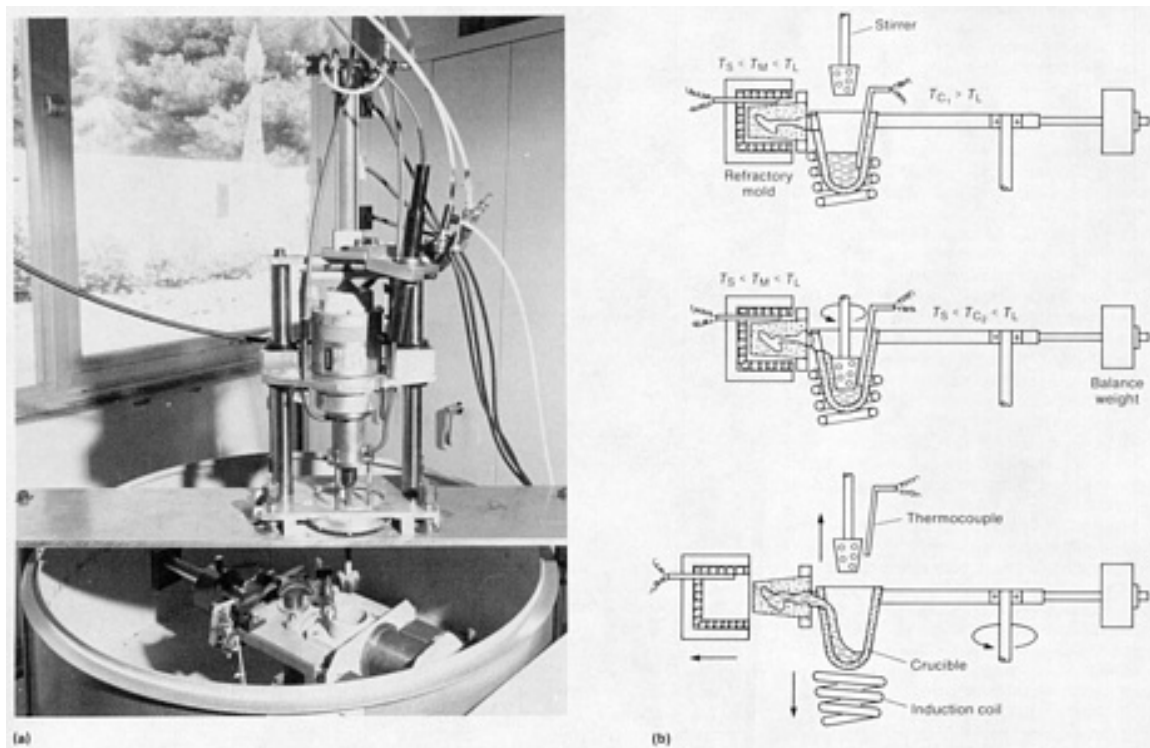 Stirrer
T_S < T_M < T_L
T_C₁ > T_L
Refractory
mold
T_S < T_M < T_L
T_S < T_C₂ < T_L
Balance
weight
Thermocouple
Crucible
Induction coil
(a)
(b)